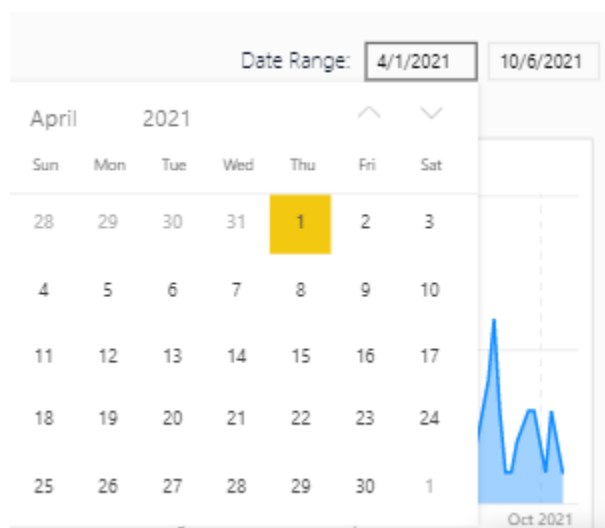 Date Range: 4/1/2021 10/6/2021
April 2021
Sun Mon Tue Wed Thu Fri Sat
28 29 30 31 1 2 3
4 5 6 7 8 9 10
11 12 13 14 15 16 17
18 19 20 21 22 23 24
25 26 27 28 29 30 1
Oct 2021